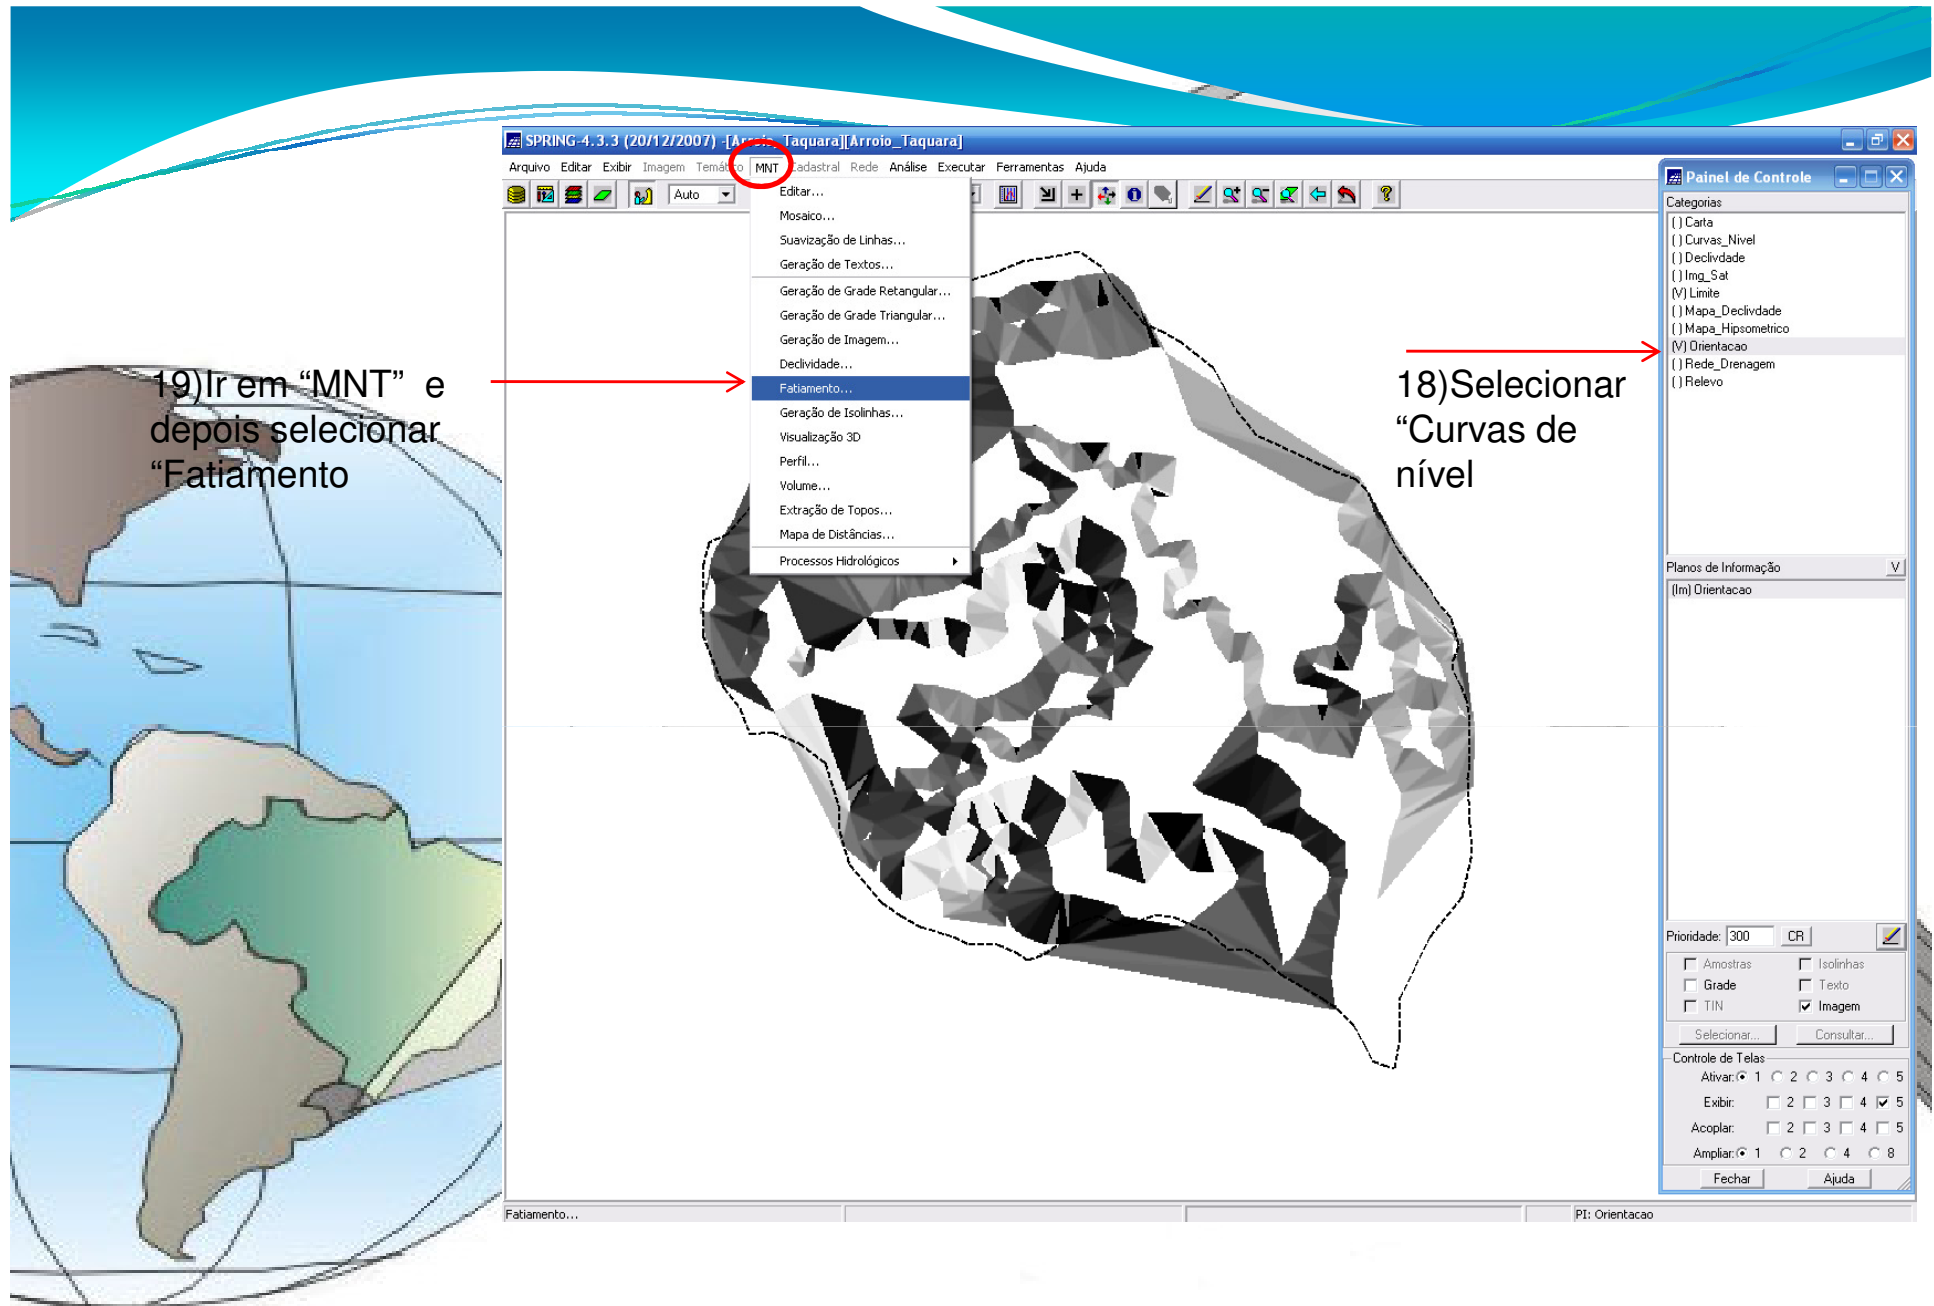 SPRING-4.3.3 (20/12/2007) -[Arroio_Taquara][Arroio_Taquara]
Arquivo Editar Exibir Imagem Temático MNT Cadastral Rede Análise Executar Ferramentas Ajuda
Auto
Editar...
Mosaico...
Suavização de Linhas...
Geração de Textos...
Geração de Grade Retangular...
Geração de Grade Triangular...
Geração de Imagem...
Declividade...
Fatiamento...
Geração de Isolinhas...
Visualização 3D
Perfil...
Volume...
Extração de Topos...
Mapa de Distâncias...
Processos Hidrológicos
19)Ir em “MNT” e
depois selecionar
“Fatiamento
18)Selecionar
“Curvas de
nível
Painel de Controle
Categorias
( ) Carta
( ) Curvas_Nivel
( ) Declivdade
( ) Img_Sat
(V) Limite
( ) Mapa_Declivdade
( ) Mapa_Hipsometrico
(V) Orientacao
( ) Rede_Drenagem
( ) Relevo
Planos de Informação V
(Im) Orientacao
Prioridade: 300 CR
Amostras Isolinhas
Grade Texto
TIN Imagem
Selecionar... Consultar...
Controle de Telas
Ativar: 1 2 3 4 5
Exibir: 2 3 4 5
Acoplar: 2 3 4 5
Ampliar: 1 2 4 8
Fechar Ajuda
Fatiamento... PI: Orientacao